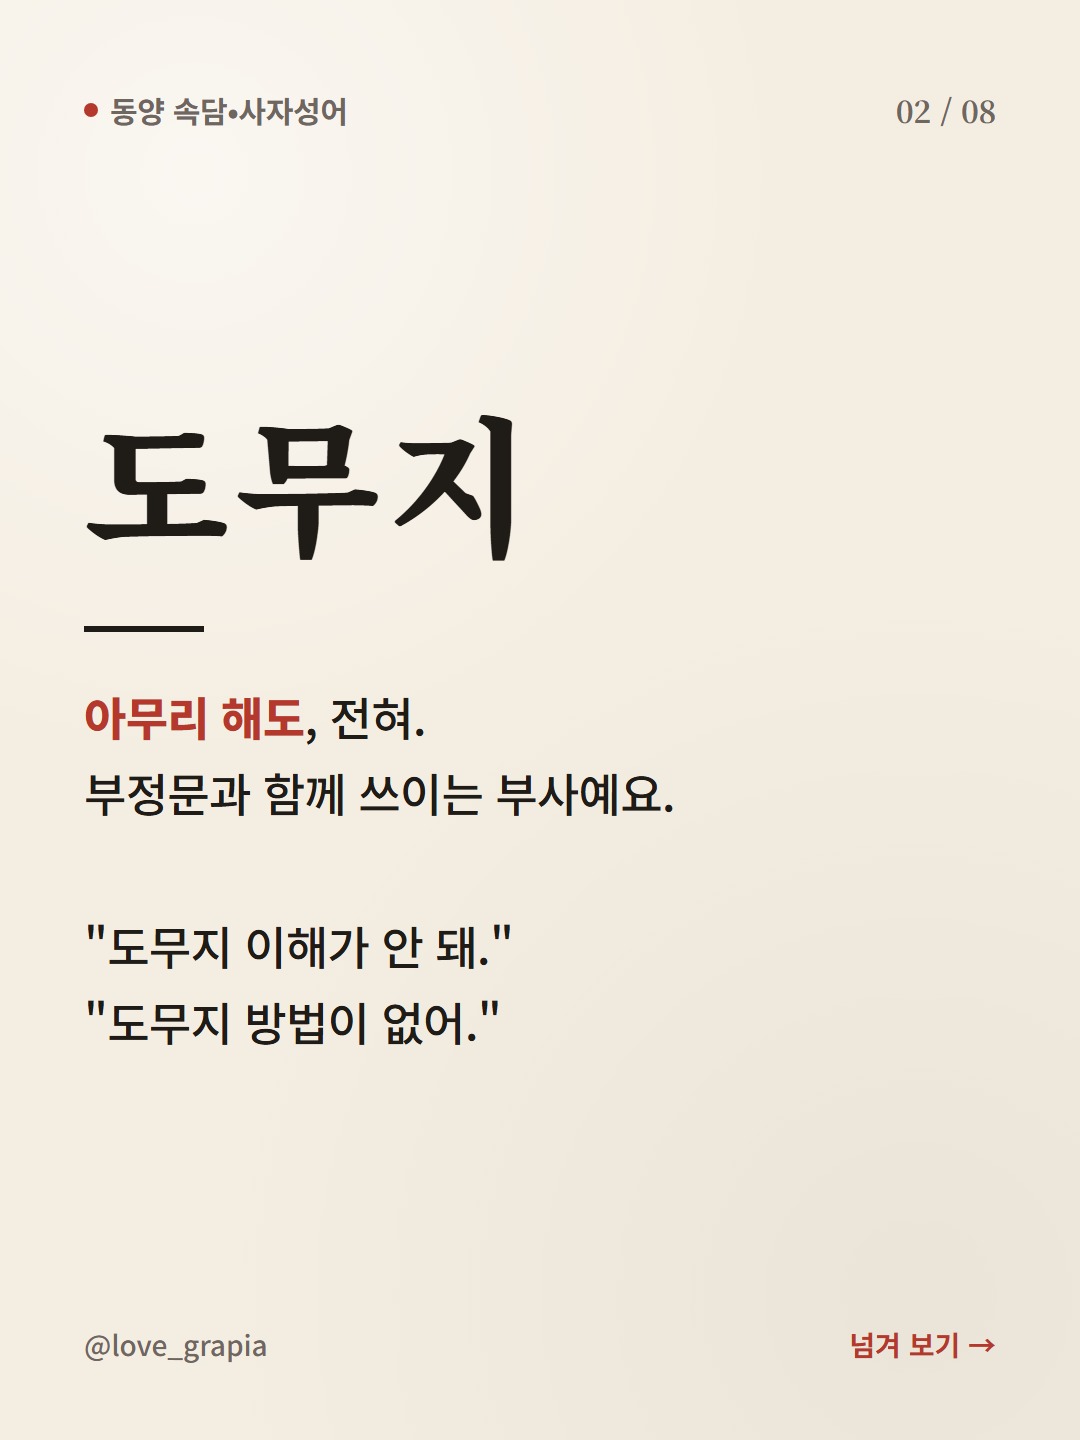 동양 속담•사자성어
02 / 08
도무지
아무리 해도, 전혀.
부정문과 함께 쓰이는 부사예요.
"도무지 이해가 안 돼."
"도무지 방법이 없어."
@love_grapia
넘겨 보기 →